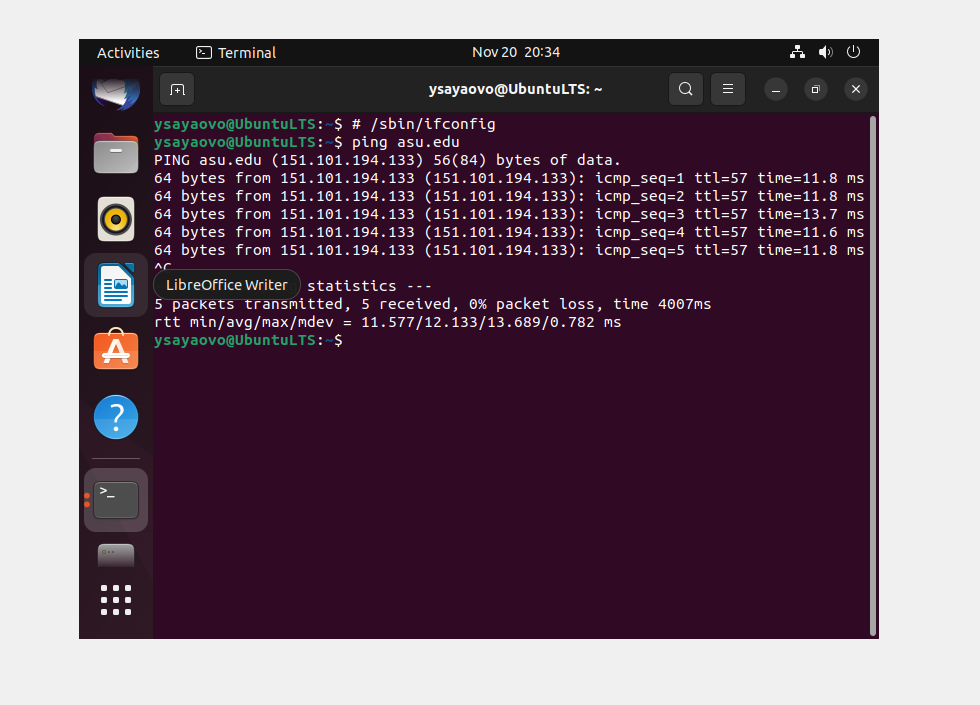 Activities Terminal Nov 20 20:34
ysayaovo@UbuntuLTS: ~
ysayaovo@UbuntuLTS:~$ # /sbin/ifconfig
ysayaovo@UbuntuLTS:~$ ping asu.edu
PING asu.edu (151.101.194.133) 56(84) bytes of data.
64 bytes from 151.101.194.133 (151.101.194.133): icmp_seq=1 ttl=57 time=11.8 ms
64 bytes from 151.101.194.133 (151.101.194.133): icmp_seq=2 ttl=57 time=11.8 ms
64 bytes from 151.101.194.133 (151.101.194.133): icmp_seq=3 ttl=57 time=13.7 ms
64 bytes from 151.101.194.133 (151.101.194.133): icmp_seq=4 ttl=57 time=11.6 ms
64 bytes from 151.101.194.133 (151.101.194.133): icmp_seq=5 ttl=57 time=11.8 ms
^C
LibreOffice Writer statistics ---
5 packets transmitted, 5 received, 0% packet loss, time 4007ms
rtt min/avg/max/mdev = 11.577/12.133/13.689/0.782 ms
ysayaovo@UbuntuLTS:~$